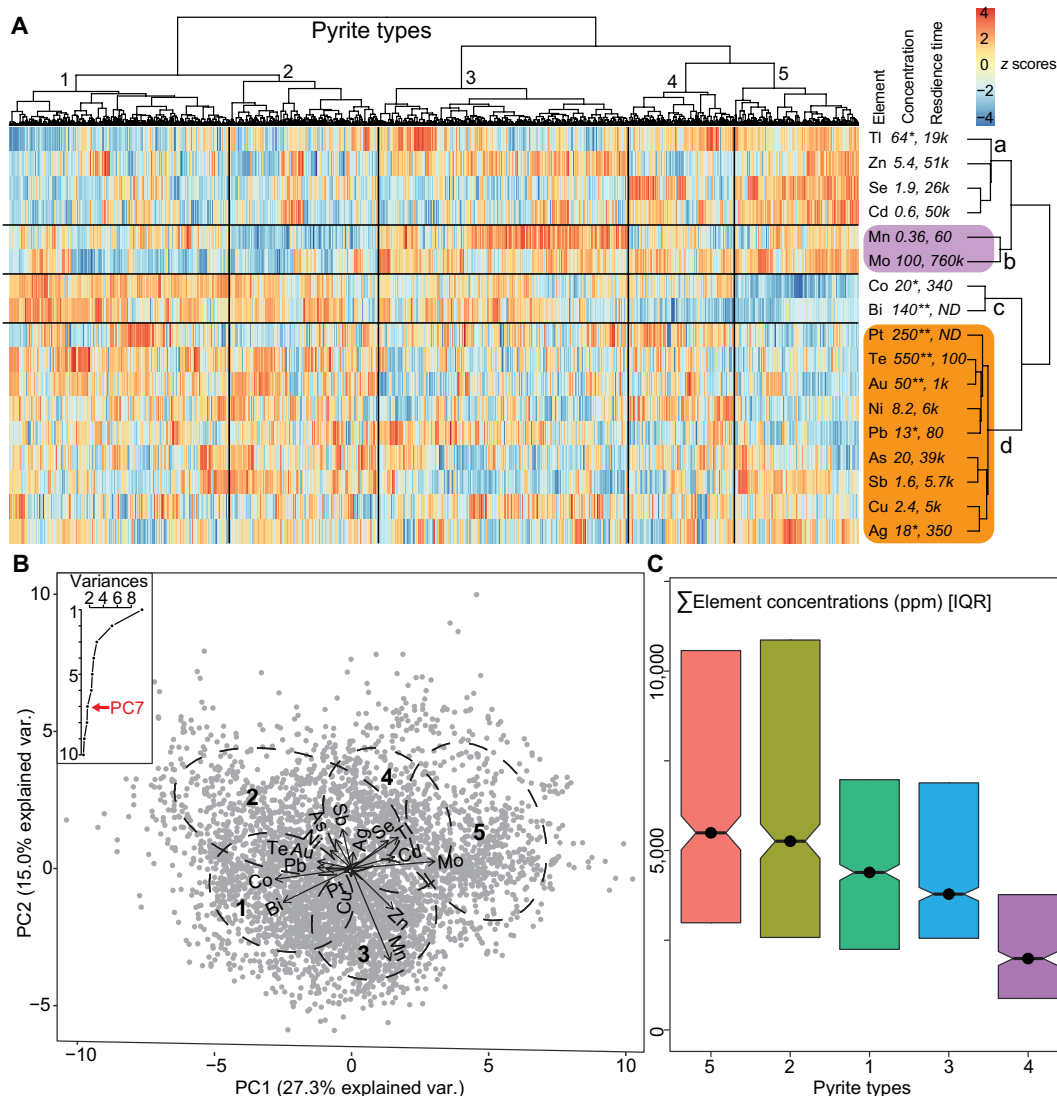 A
Pyrite types
1
2
3
4
5
Element
Concentration
Resdience time
4
2
0
−2
−4
z scores
Tl 64*, 19k
Zn 5.4, 51k
Se 1.9, 26k
Cd 0.6, 50k
Mn 0.36, 60
Mo 100, 760k
Co 20*, 340
Bi 140**, ND
Pt 250**, ND
Te 550**, 100
Au 50**, 1k
Ni 8.2, 6k
Pb 13*, 80
As 20, 39k
Sb 1.6, 5.7k
Cu 2.4, 5k
Ag 18*, 350
a
b
c
d
B
Variances
2 4 6 8
1
5
10
PC7
10
5
0
−5
−10
−5
0
5
10
PC2 (15.0% explained var.)
PC1 (27.3% explained var.)
1
2
3
4
5
As
Sb
Ni
Ag
Se
Tl
Te
Au
Cd
Mo
Pb
Co
Bi
Pt
Cu
Zn
Mn
C
∑Element concentrations (ppm) [IQR]
10,000
5,000
0
5
2
1
3
4
Pyrite types